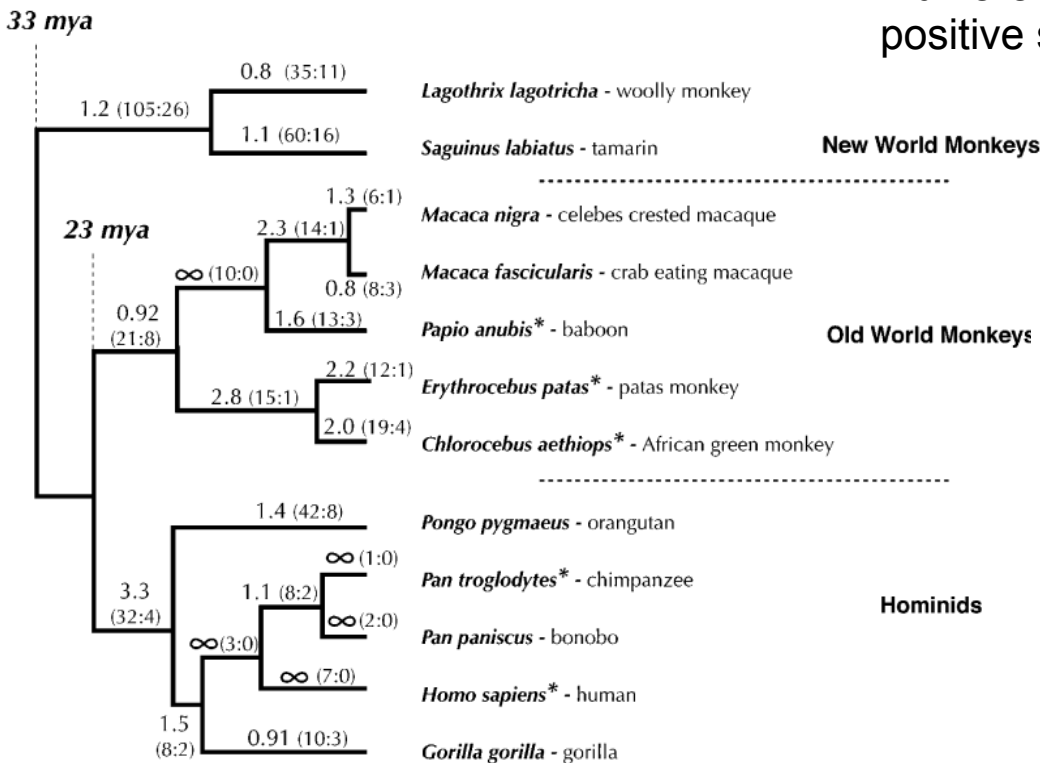 33 mya
positive s
0.8 (35:11)
Lagothrix lagotricha - woolly monkey
1.2 (105:26)
1.1 (60:16)
Saguinus labiatus - tamarin
New World Monkeys
1.3 (6:1)
Macaca nigra - celebes crested macaque
23 mya
2.3 (14:1)
∞ (10:0)
Macaca fascicularis - crab eating macaque
0.8 (8:3)
0.92
(21:8)
1.6 (13:3)
Papio anubis* - baboon
Old World Monkeys
2.2 (12:1)
Erythrocebus patas* - patas monkey
2.8 (15:1)
2.0 (19:4)
Chlorocebus aethiops* - African green monkey
1.4 (42:8)
Pongo pygmaeus - orangutan
∞ (1:0)
Pan troglodytes* - chimpanzee
3.3
(32:4)
1.1 (8:2)
Hominids
∞ (2:0)
Pan paniscus - bonobo
∞ (3:0)
∞ (7:0)
Homo sapiens* - human
1.5
(8:2)
0.91 (10:3)
Gorilla gorilla - gorilla